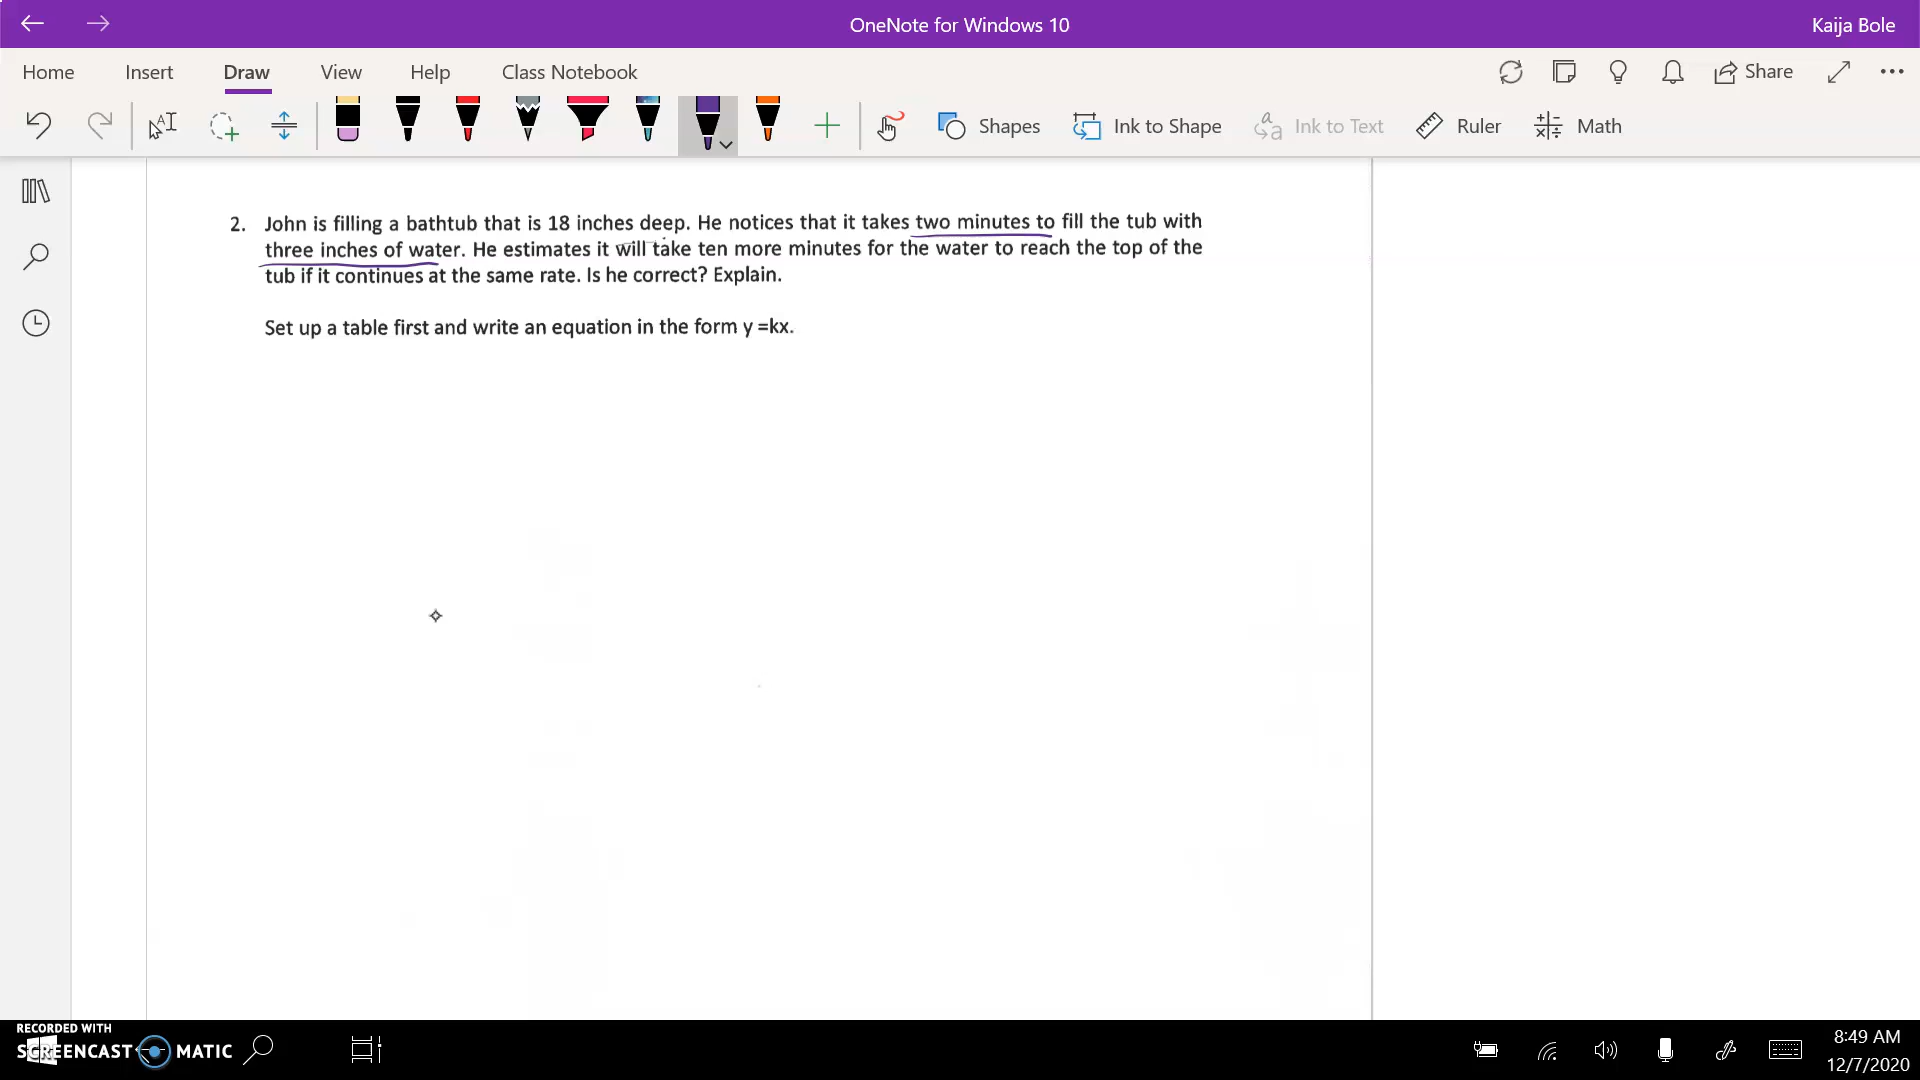 OneNote for Windows 10
Kaija Bole
Home Insert Draw View Help Class Notebook Share
Shapes Ink to Shape Ink to Text Ruler Math
2. John is filling a bathtub that is 18 inches deep. He notices that it takes two minutes to fill the tub with
three inches of water. He estimates it will take ten more minutes for the water to reach the top of the
tub if it continues at the same rate. Is he correct? Explain.
Set up a table first and write an equation in the form y =kx.
RECORDED WITH
SCREENCAST MATIC
8:49 AM
12/7/2020